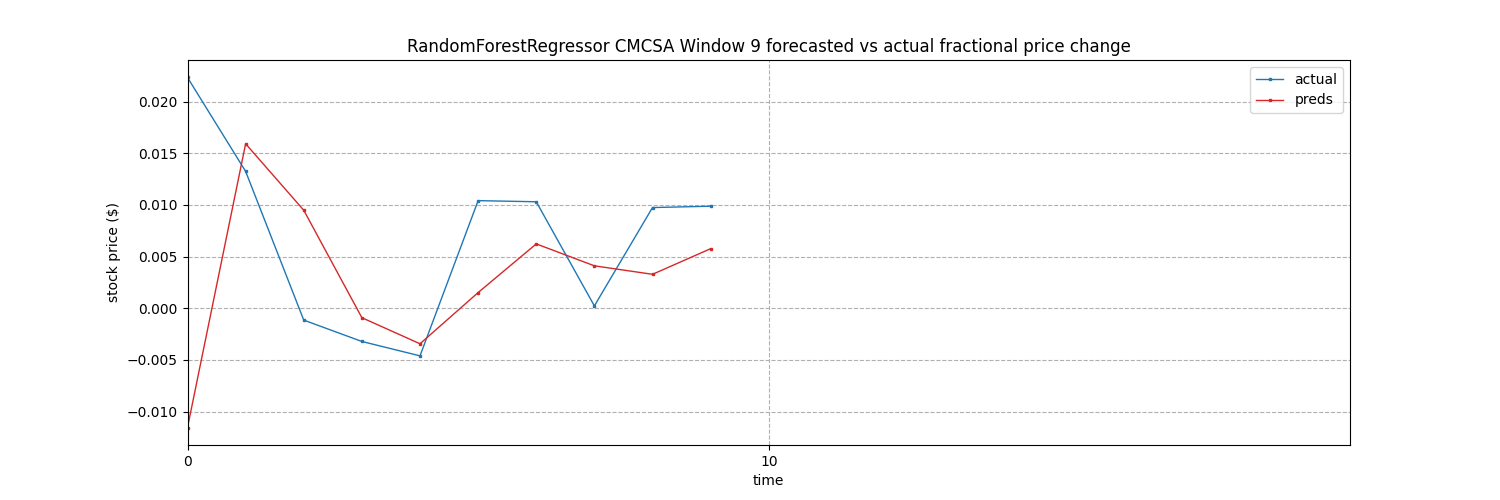 RandomForestRegressor CMCSA Window 9 forecasted vs actual fractional price change
actual
preds
0.020
0.015
0.010
0.005
0.000
−0.005
−0.010
stock price ($)
0
10
time